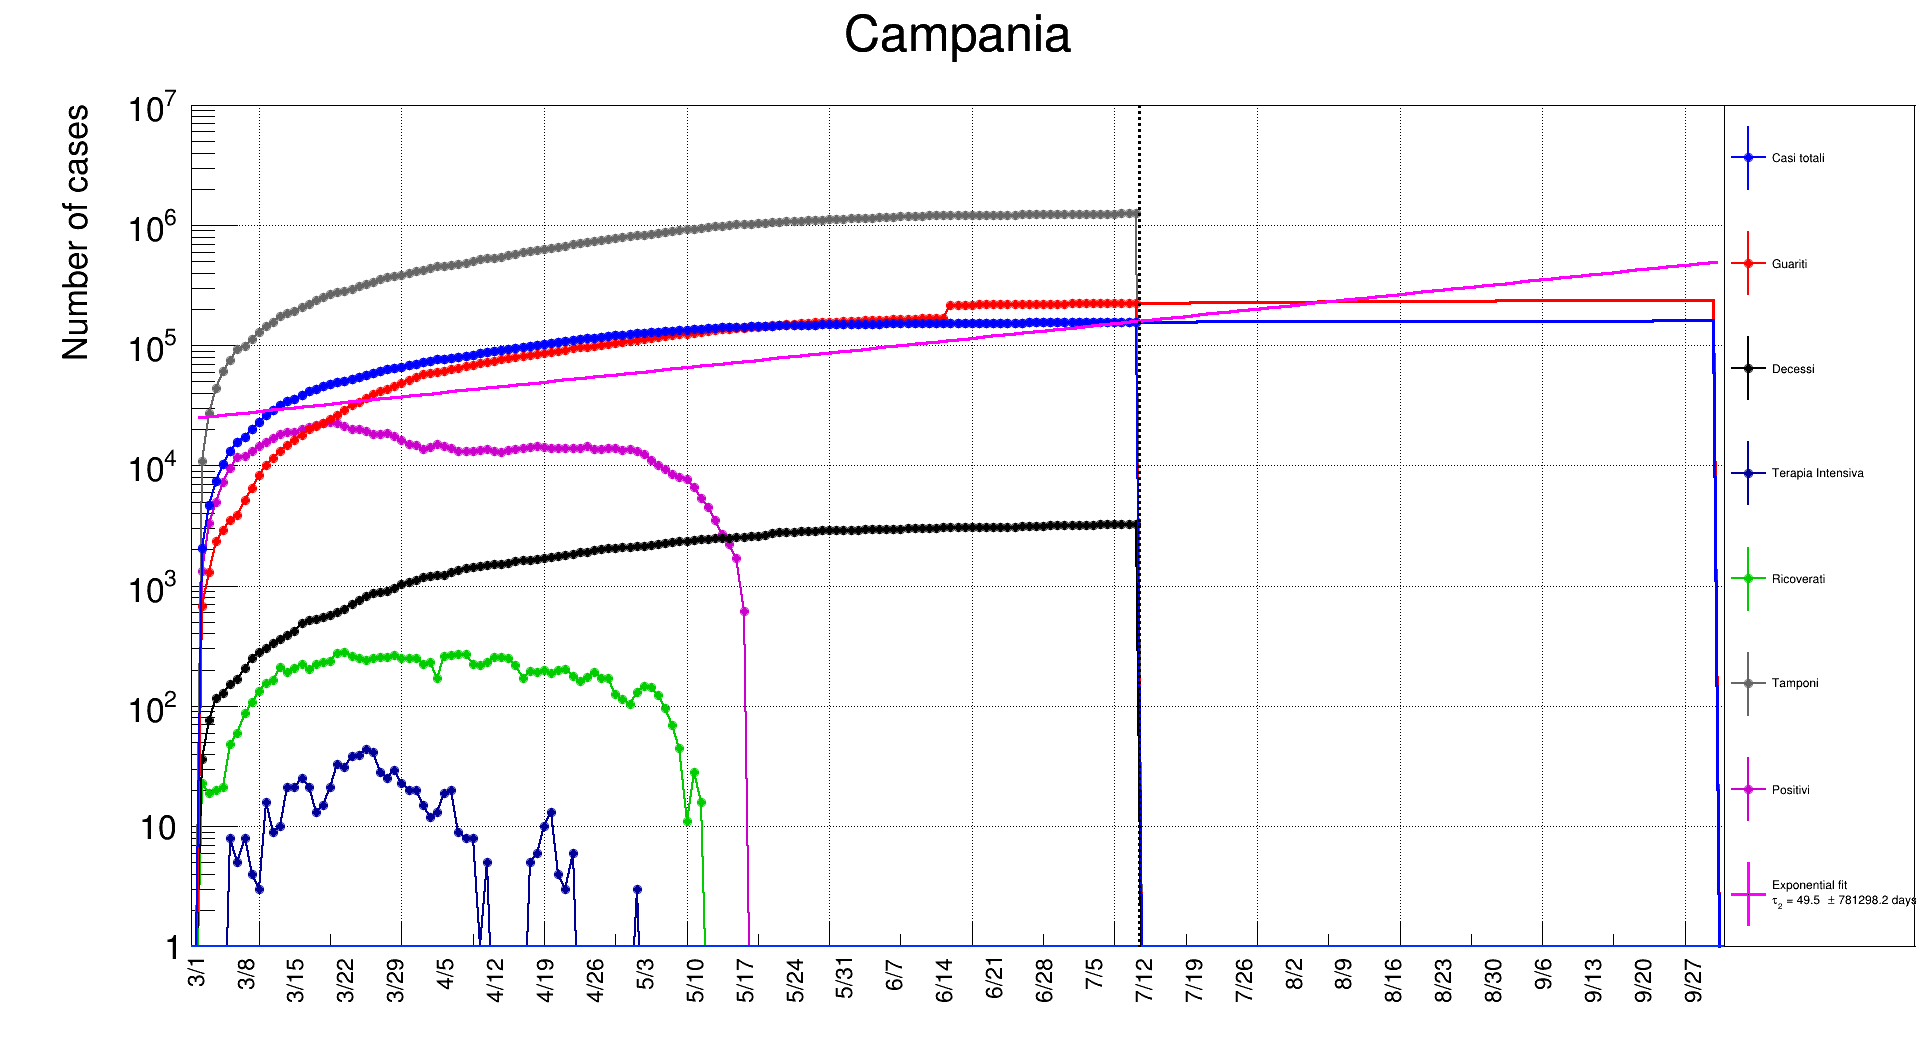 Campania
Number of cases
10^7
10^6
10^5
10^4
10^3
10^2
10
1
3/1 3/8 3/15 3/22 3/29 4/5 4/12 4/19 4/26 5/3 5/10 5/17 5/24 5/31 6/7 6/14 6/21 6/28 7/5 7/12 7/19 7/26 8/2 8/9 8/16 8/23 8/30 9/6 9/13 9/20 9/27
Casi totali
Guariti
Decessi
Terapia Intensiva
Ricoverati
Tamponi
Positivi
Exponential fit
τ_2 = 49.5 ± 781298.2 days